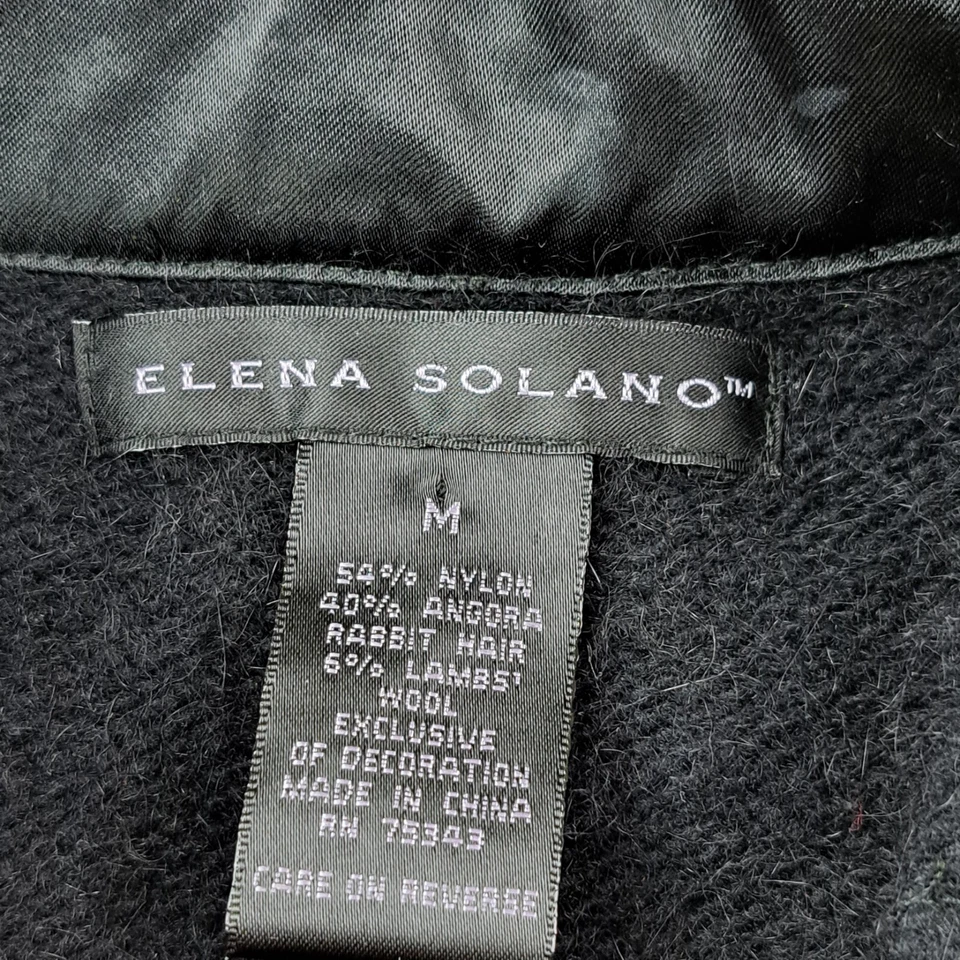 ELENA SOLANO™
M
54% NYLON
40% ANGORA
RABBIT HAIR
6% LAMBS'
WOOL
EXCLUSIVE
OF DECORATION
MADE IN CHINA
RN 75343
CARE ON REVERSE